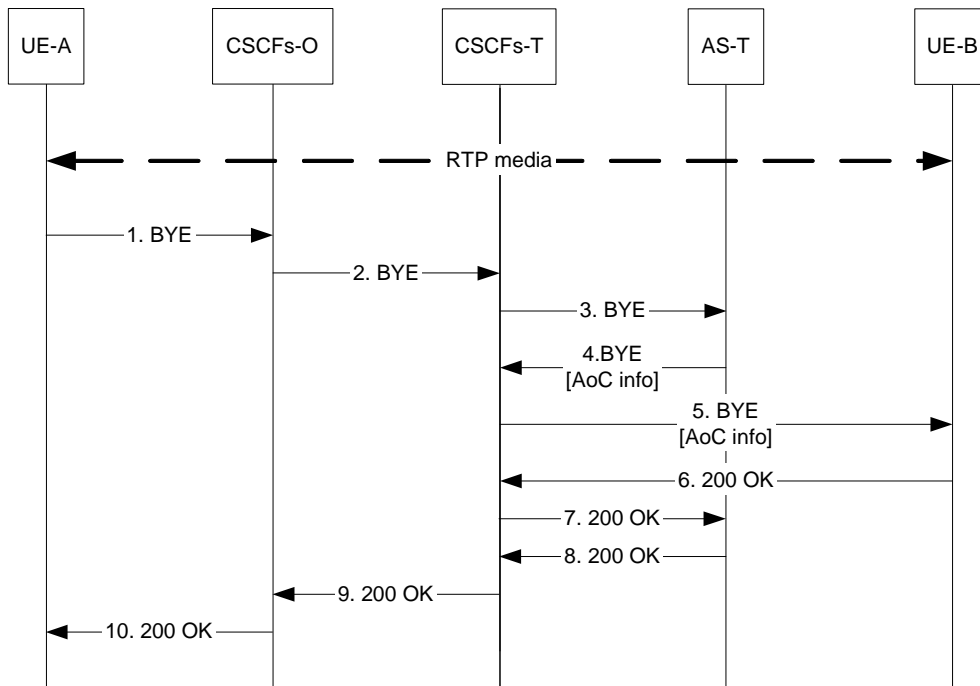 UE-A
CSCFs-O
CSCFs-T
AS-T
UE-B
RTP media
1. BYE
2. BYE
3. BYE
4.BYE
[AoC info]
5. BYE
[AoC info]
6. 200 OK
7. 200 OK
8. 200 OK
9. 200 OK
10. 200 OK